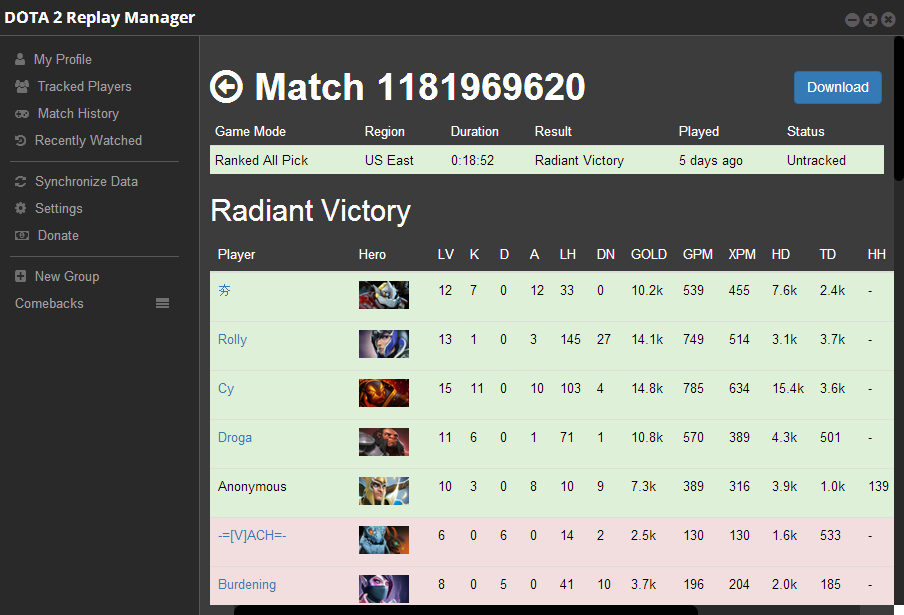 DOTA 2 Replay Manager
My Profile
Tracked Players
Match History
Recently Watched
Synchronize Data
Settings
Donate
New Group
Comebacks
Match 1181969620
Download
Game Mode Region Duration Result Played Status
Ranked All Pick US East 0:18:52 Radiant Victory 5 days ago Untracked
Radiant Victory
Player Hero LV K D A LH DN GOLD GPM XPM HD TD HH
夯 12 7 0 12 33 0 10.2k 539 455 7.6k 2.4k -
Rolly 13 1 0 3 145 27 14.1k 749 514 3.1k 3.7k -
Cy 15 11 0 10 103 4 14.8k 785 634 15.4k 3.6k -
Droga 11 6 0 1 71 1 10.8k 570 389 4.3k 501 -
Anonymous 10 3 0 8 10 9 7.3k 389 316 3.9k 1.0k 139
-=[V]ACH=- 6 0 6 0 14 2 2.5k 130 130 1.6k 533 -
Burdening 8 0 5 0 41 10 3.7k 196 204 2.0k 185 -